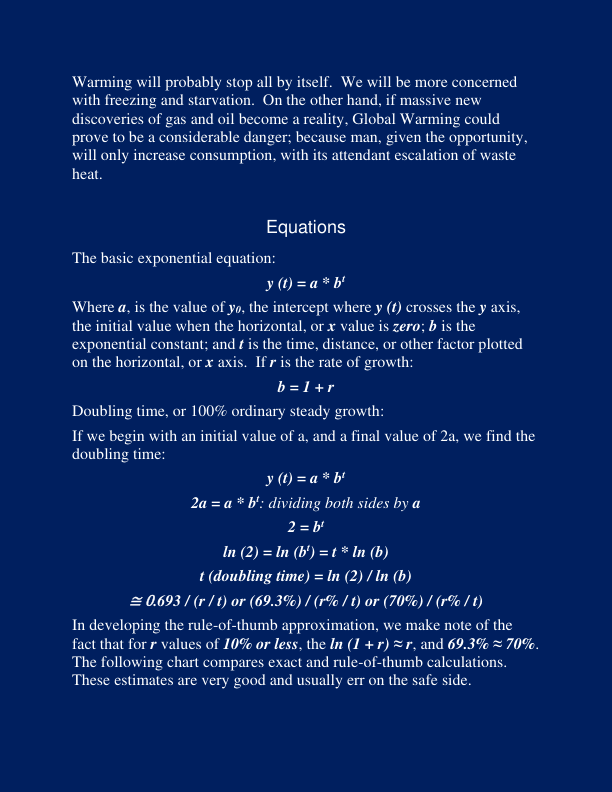 Warming will probably stop all by itself.  We will be more concerned
with freezing and starvation.  On the other hand, if massive new
discoveries of gas and oil become a reality, Global Warming could
prove to be a considerable danger; because man, given the opportunity,
will only increase consumption, with its attendant escalation of waste
heat.
Equations
The basic exponential equation:
y (t) = a * bᵗ
Where a, is the value of y₀, the intercept where y (t) crosses the y axis,
the initial value when the horizontal, or x value is zero; b is the
exponential constant; and t is the time, distance, or other factor plotted
on the horizontal, or x axis.  If r is the rate of growth:
b = 1 + r
Doubling time, or 100% ordinary steady growth:
If we begin with an initial value of a, and a final value of 2a, we find the
doubling time:
y (t) = a * bᵗ
2a = a * bᵗ: dividing both sides by a
2 = bᵗ
ln (2) = ln (bᵗ) = t * ln (b)
t (doubling time) = ln (2) / ln (b)
≅ 0.693 / (r / t) or (69.3%) / (r% / t) or (70%) / (r% / t)
In developing the rule-of-thumb approximation, we make note of the
fact that for r values of 10% or less, the ln (1 + r) ≈ r, and 69.3% ≈ 70%.
The following chart compares exact and rule-of-thumb calculations.
These estimates are very good and usually err on the safe side.